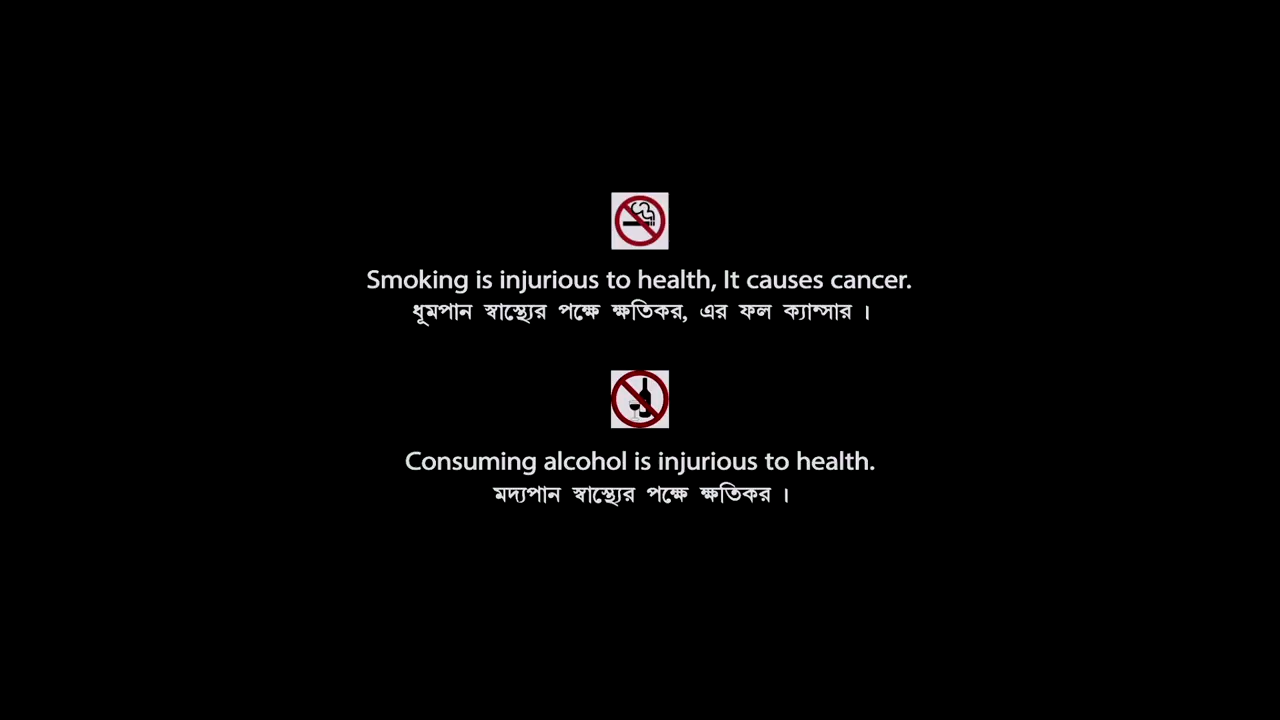 Smoking is injurious to health, It causes cancer.
ধূমপান স্বাস্থ্যের পক্ষে ক্ষতিকর, এর ফল ক্যান্সার ।
Consuming alcohol is injurious to health.
মদ্যপান স্বাস্থ্যের পক্ষে ক্ষতিকর ।